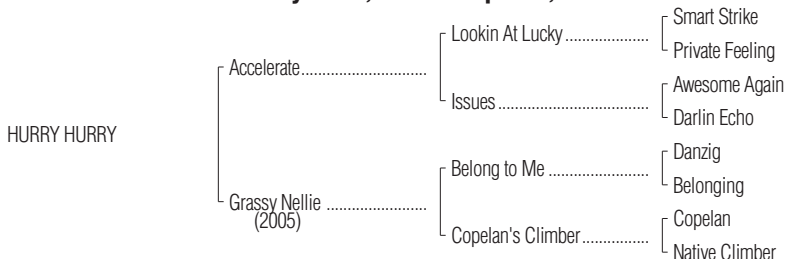 Smart Strike
Lookin At Lucky
Private Feeling
Accelerate
Awesome Again
Issues
Darlin Echo
HURRY HURRY
Danzig
Belong to Me
Belonging
Grassy Nellie
(2005)
Copelan
Copelan's Climber
Native Climber